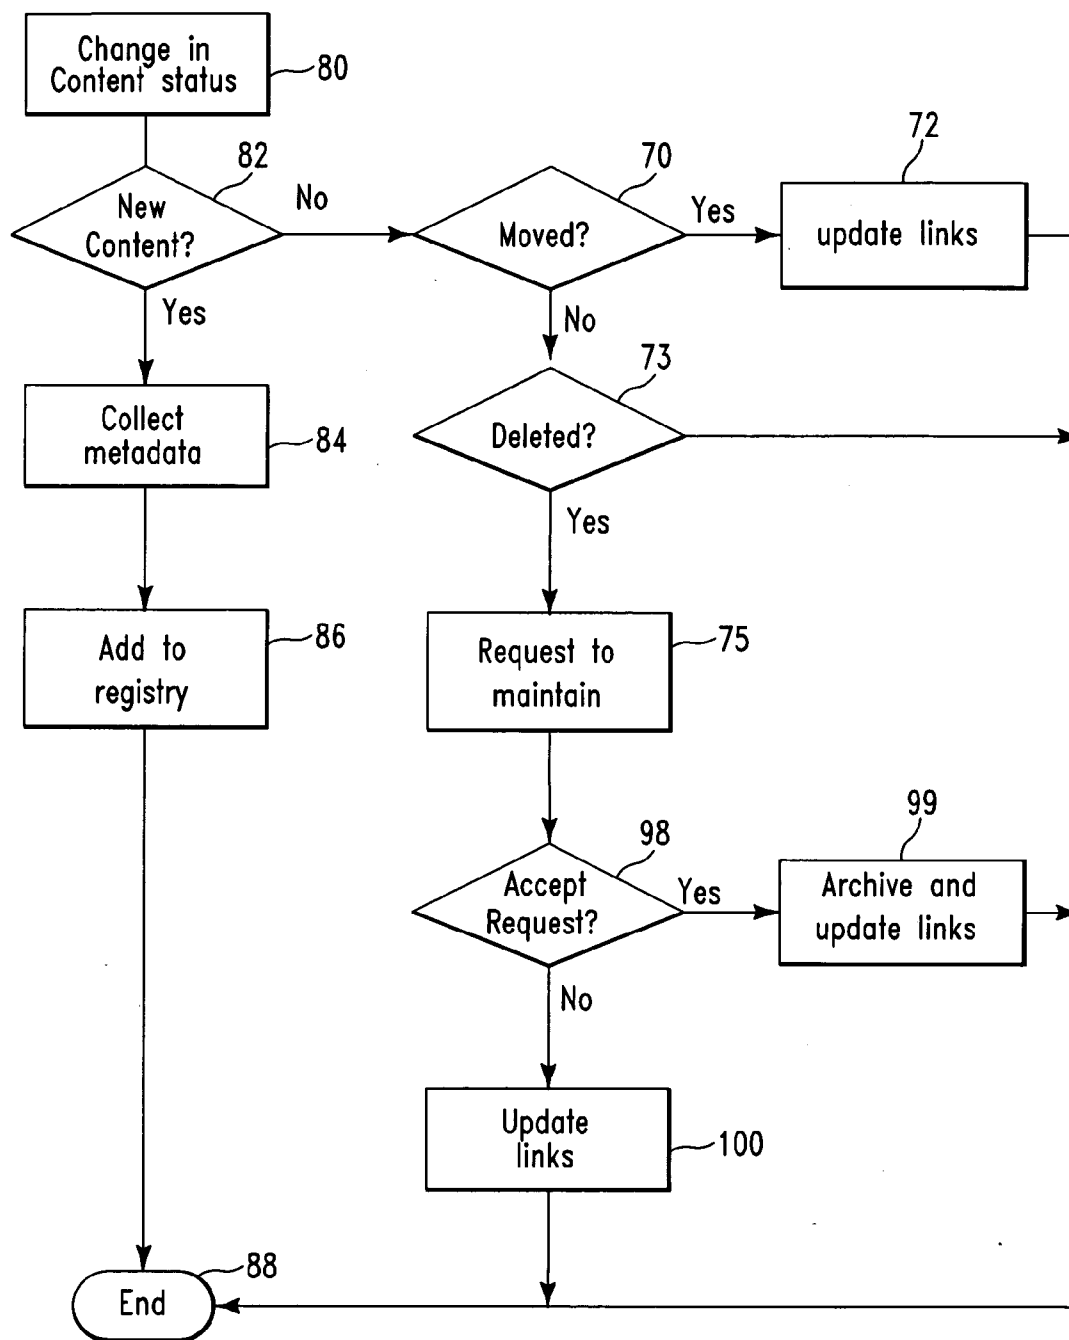 Change in
Content status
80
82
New
Content?
No
Yes
70
Moved?
Yes
No
72
update links
Collect
metadata
84
73
Deleted?
Yes
Add to
registry
86
Request to
maintain
75
98
Accept
Request?
Yes
No
99
Archive and
update links
Update
links
100
88
End